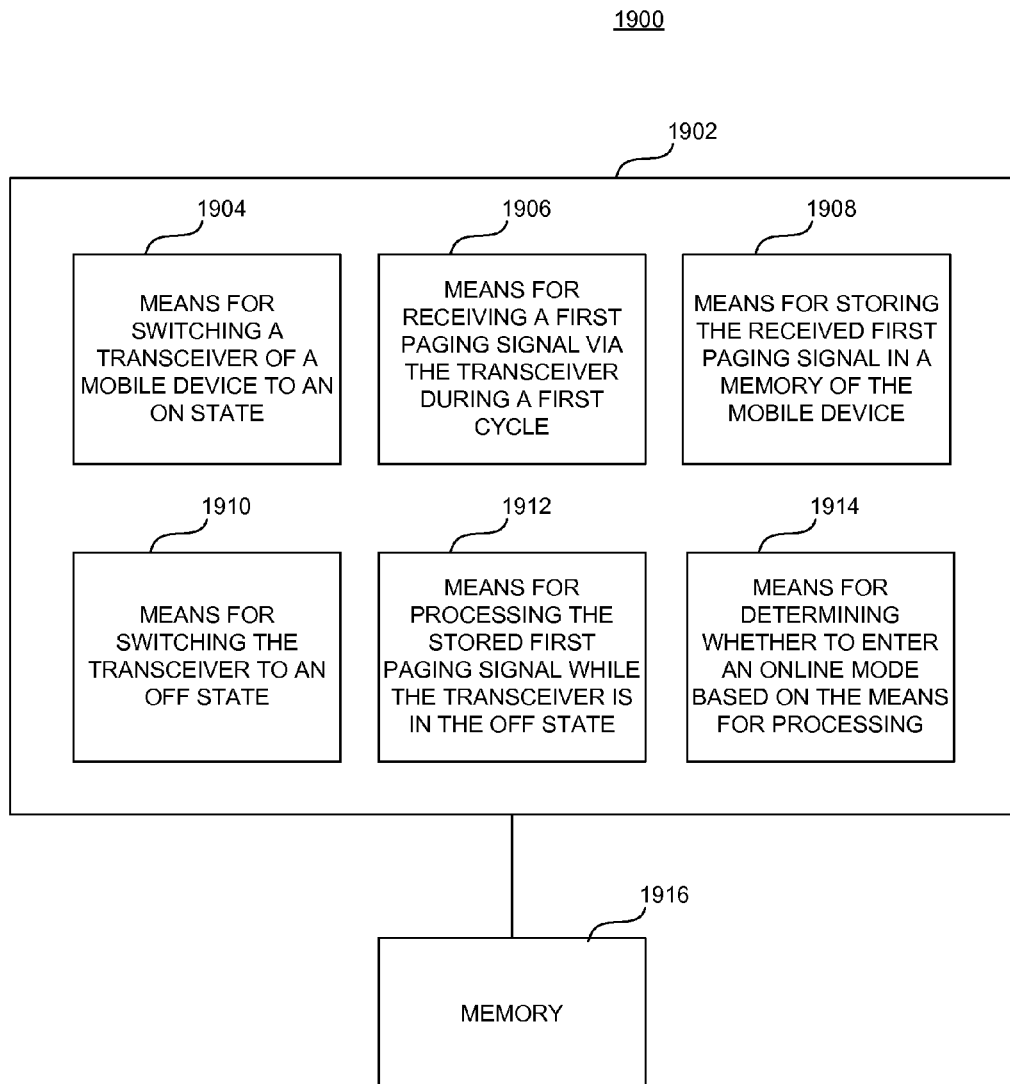 1900
1902
1904
MEANS FOR
SWITCHING A
TRANSCEIVER OF A
MOBILE DEVICE TO AN
ON STATE
1906
MEANS FOR
RECEIVING A FIRST
PAGING SIGNAL VIA
THE TRANSCEIVER
DURING A FIRST
CYCLE
1908
MEANS FOR STORING
THE RECEIVED FIRST
PAGING SIGNAL IN A
MEMORY OF THE
MOBILE DEVICE
1910
MEANS FOR
SWITCHING THE
TRANSCEIVER TO AN
OFF STATE
1912
MEANS FOR
PROCESSING THE
STORED FIRST
PAGING SIGNAL WHILE
THE TRANSCEIVER IS
IN THE OFF STATE
1914
MEANS FOR
DETERMINING
WHETHER TO ENTER
AN ONLINE MODE
BASED ON THE MEANS
FOR PROCESSING
1916
MEMORY